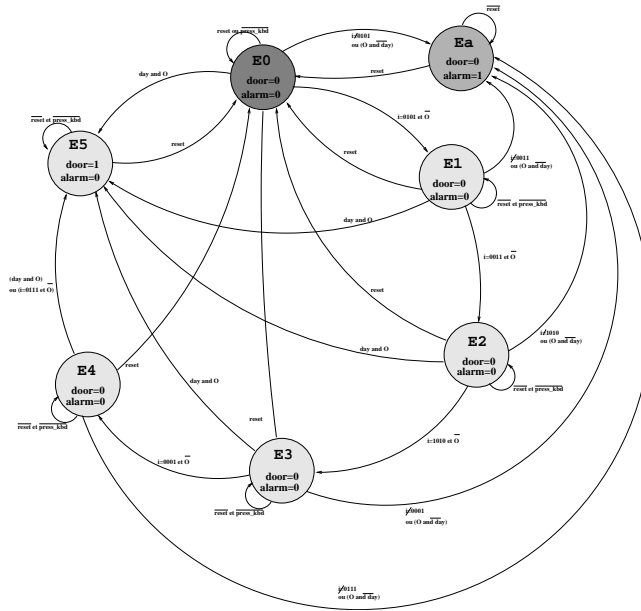 reset
reset ou press_kbd
i≠0101
ou (O and day)
Ea
door=0
alarm=1
E0
door=0
alarm=0
day and O
reset
i=0101 et O
reset et press_kbd
E5
door=1
alarm=0
reset
reset
E1
door=0
alarm=0
i≠0011
ou (O and day)
reset et press_kbd
day and O
i=0011 et O
(day and O)
ou (i=0111 et O)
reset
E2
door=0
alarm=0
i≠1010
ou (O and day)
day and O
reset et press_kbd
E4
door=0
alarm=0
reset
day and O
reset et press_kbd
reset
i=1010 et O
E3
door=0
alarm=0
i=0001 et O
reset et press_kbd
i≠0001
ou (O and day)
i≠0111
ou (O and day)